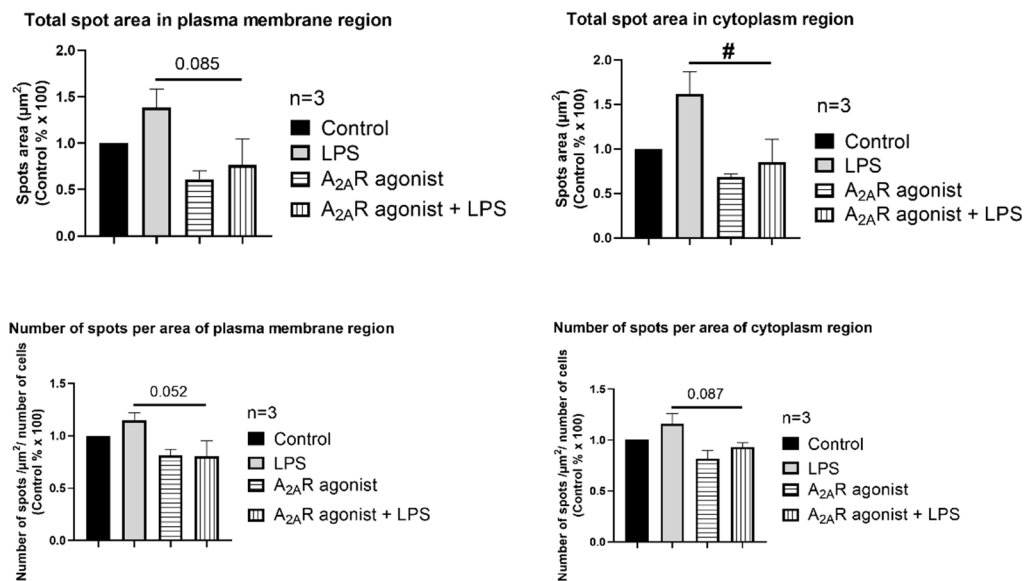 Total spot area in plasma membrane region
Spots area (µm²)
(Control % x 100)
2.0
1.5
1.0
0.5
0.0
0.085
n=3
Control
LPS
A₂ₐR agonist
A₂ₐR agonist + LPS
Total spot area in cytoplasm region
Spots area (µm²)
(Control % x 100)
2.0
1.5
1.0
0.5
0.0
#
n=3
Control
LPS
A₂ₐR agonist
A₂ₐR agonist + LPS
Number of spots per area of plasma membrane region
Number of spots /µm²/ number of cells
(Control % x 100)
1.5
1.0
0.5
0.0
0.052
n=3
Control
LPS
A₂ₐR agonist
A₂ₐR agonist + LPS
Number of spots per area of cytoplasm region
Number of spots /µm²/ number of cells
(Control % x 100)
1.5
1.0
0.5
0.0
0.087
n=3
Control
LPS
A₂ₐR agonist
A₂ₐR agonist + LPS